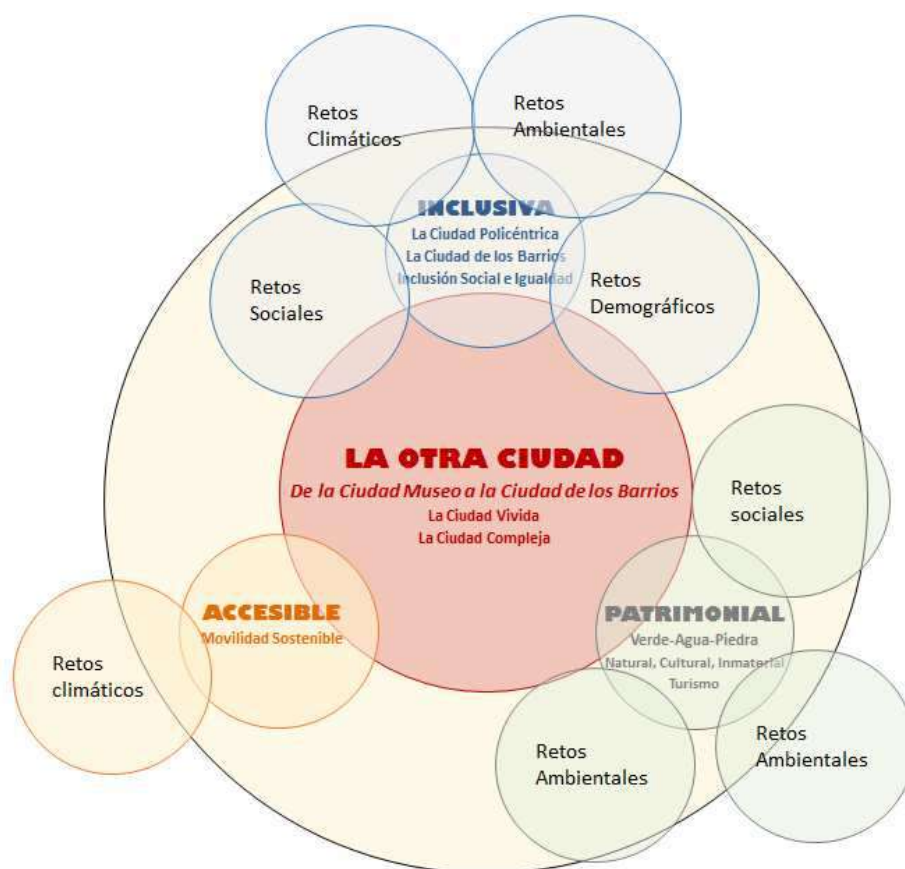 Retos
Climáticos
Retos
Ambientales
INCLUSIVA
La Ciudad Policéntrica
La Ciudad de los Barrios
Inclusión Social e Igualdad
Retos
Sociales
Retos
Demográficos
LA OTRA CIUDAD
De la Ciudad Museo a la Ciudad de los Barrios
La Ciudad Vivida
La Ciudad Compleja
Retos
sociales
ACCESIBLE
Movilidad Sostenible
Retos
climáticos
PATRIMONIAL
Verde-Agua-Piedra
Natural, Cultural, Inmaterial
Turismo
Retos
Ambientales
Retos
Ambientales